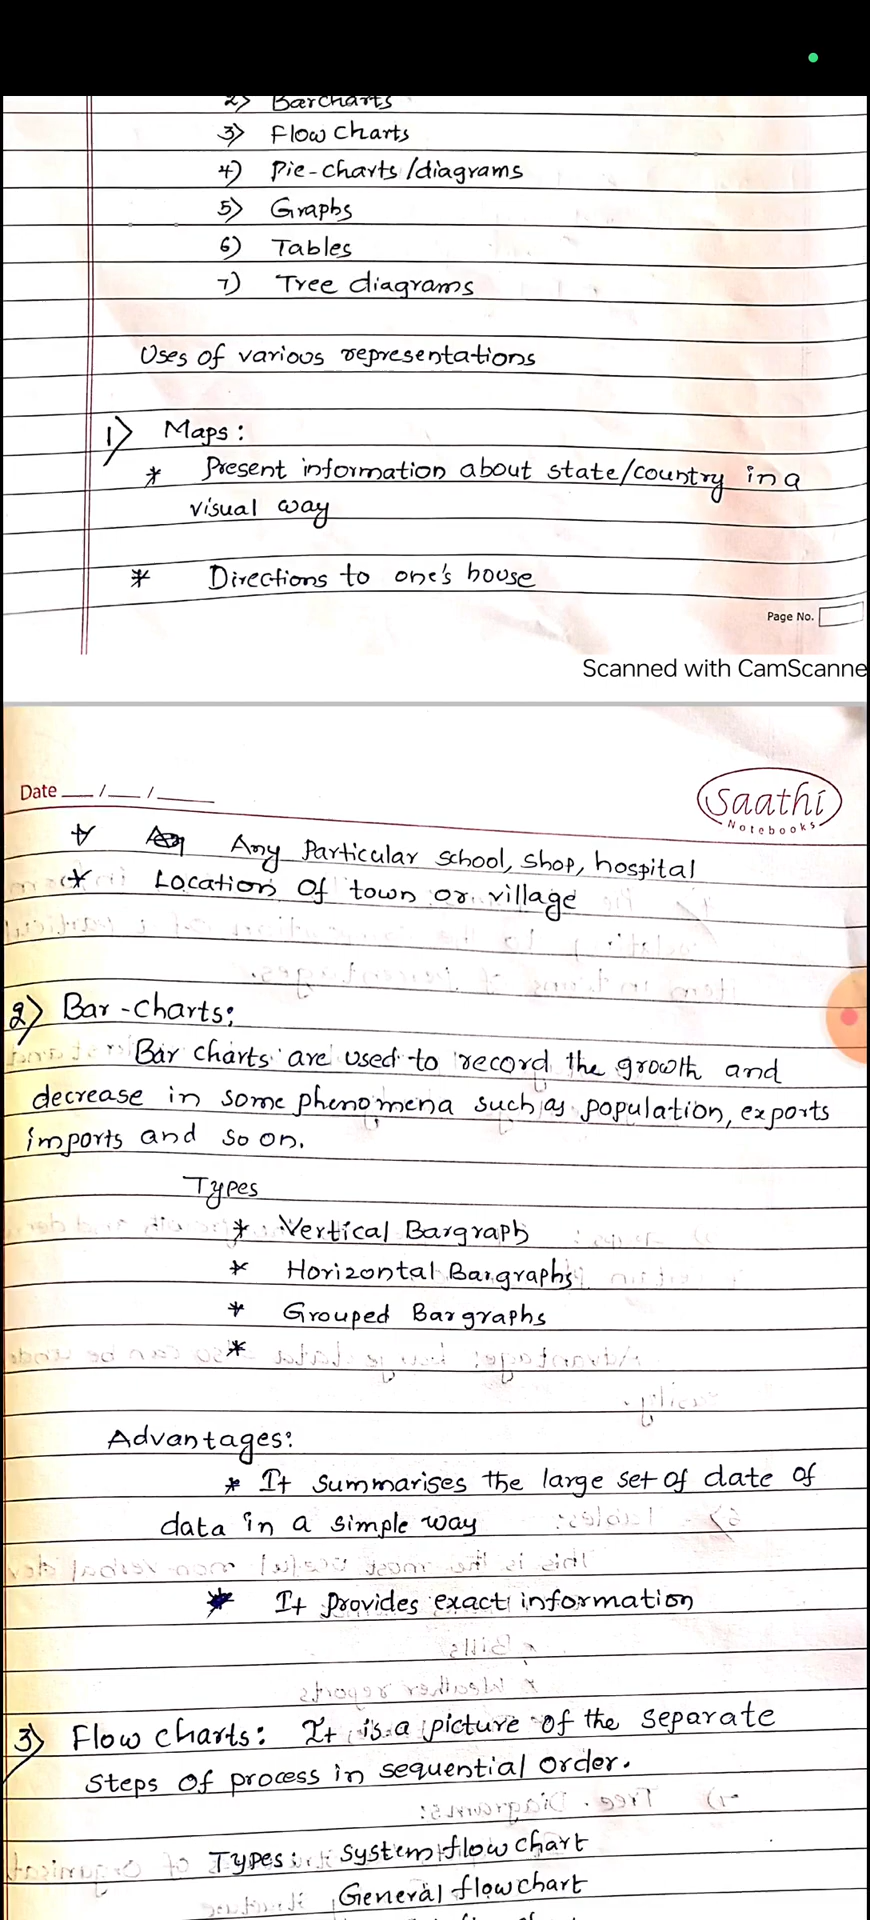 2) Barcharts
3) Flow charts
4) Pie-charts/diagrams
5) Graphs
6) Tables
7) Tree diagrams
Uses of various representations
1) Maps:
* Present information about state/country in a
visual way
* Directions to one's house
Page No.
Scanned with CamScanne
Date __/__/____
Saathi
Notebooks
* Any Particular school, shop, hospital
* Location of town or village
2) Bar-charts:
Bar charts are used to record the growth and
decrease in some phenomena such as population, exports
imports and so on.
Types
* Vertical Bargraph
* Horizontal Bargraphs
* Grouped Bargraphs
*
Advantages:
* It summarises the large set of date of
data in a simple way
* It provides exact information
3) Flow charts: It is a picture of the separate
steps of process in sequential order.
Types: system flow chart
General flowchart